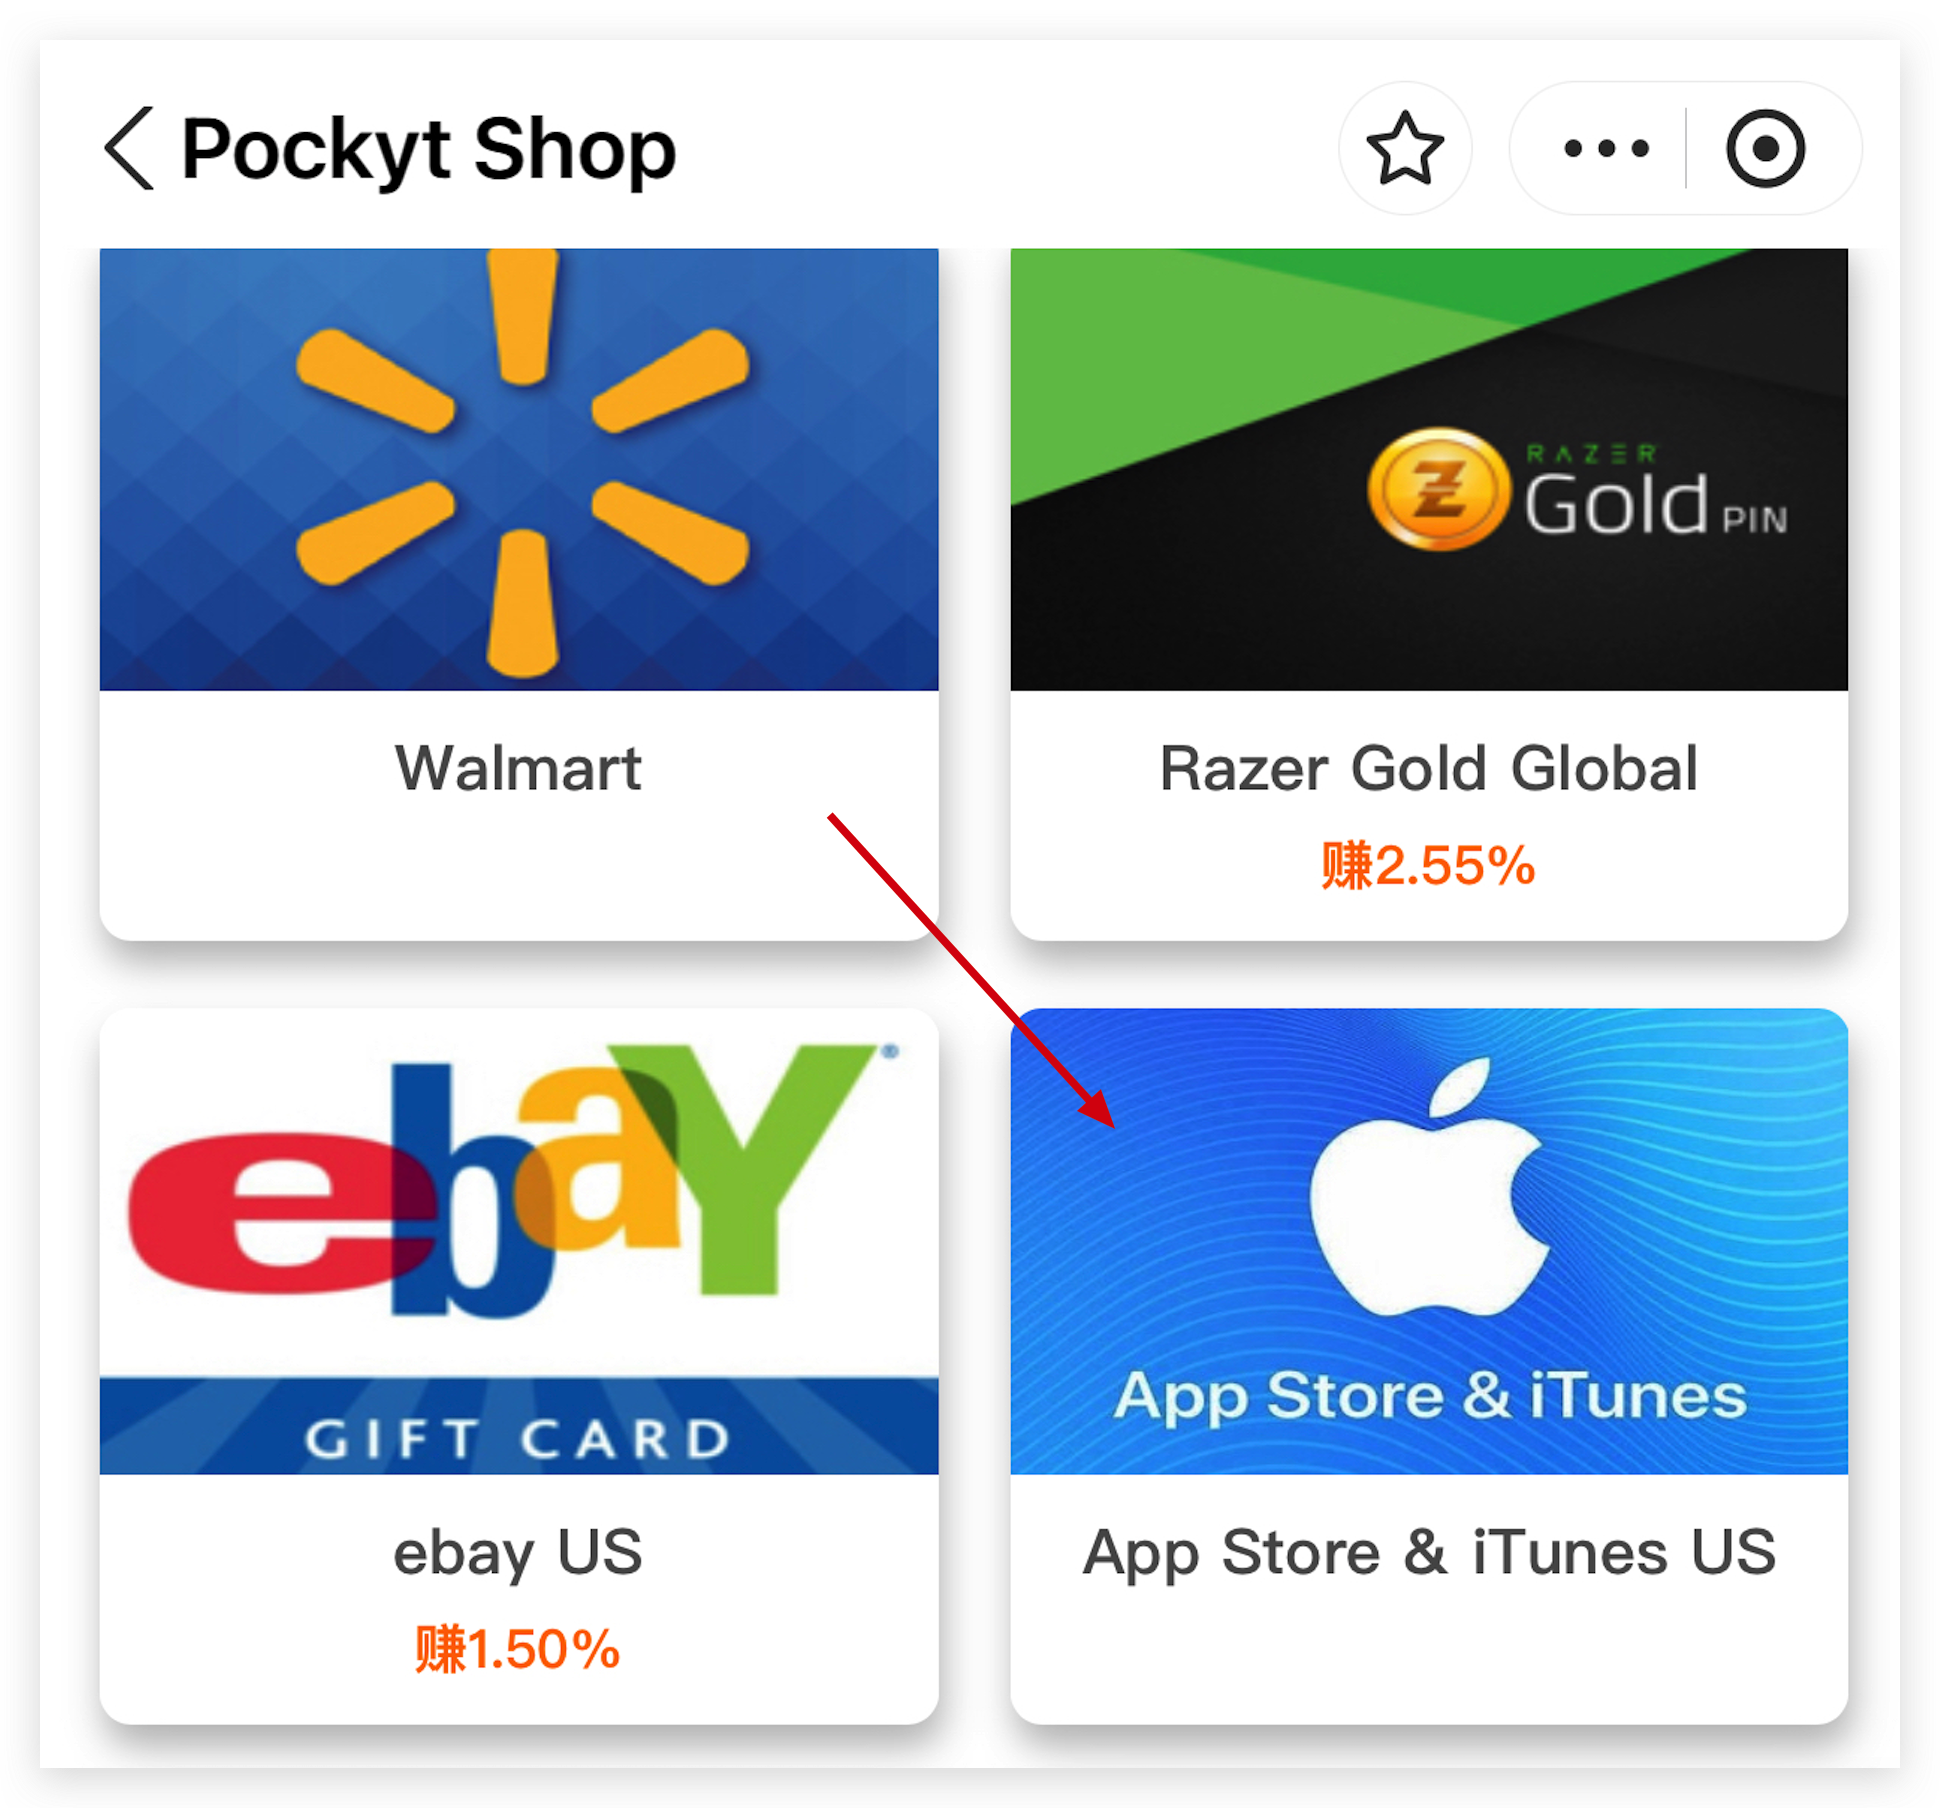 Pockyt Shop
RAZER
Gold PIN
Walmart
Razer Gold Global
赚2.55%
ebaY®
GIFT CARD
App Store & iTunes
ebay US
App Store & iTunes US
赚1.50%